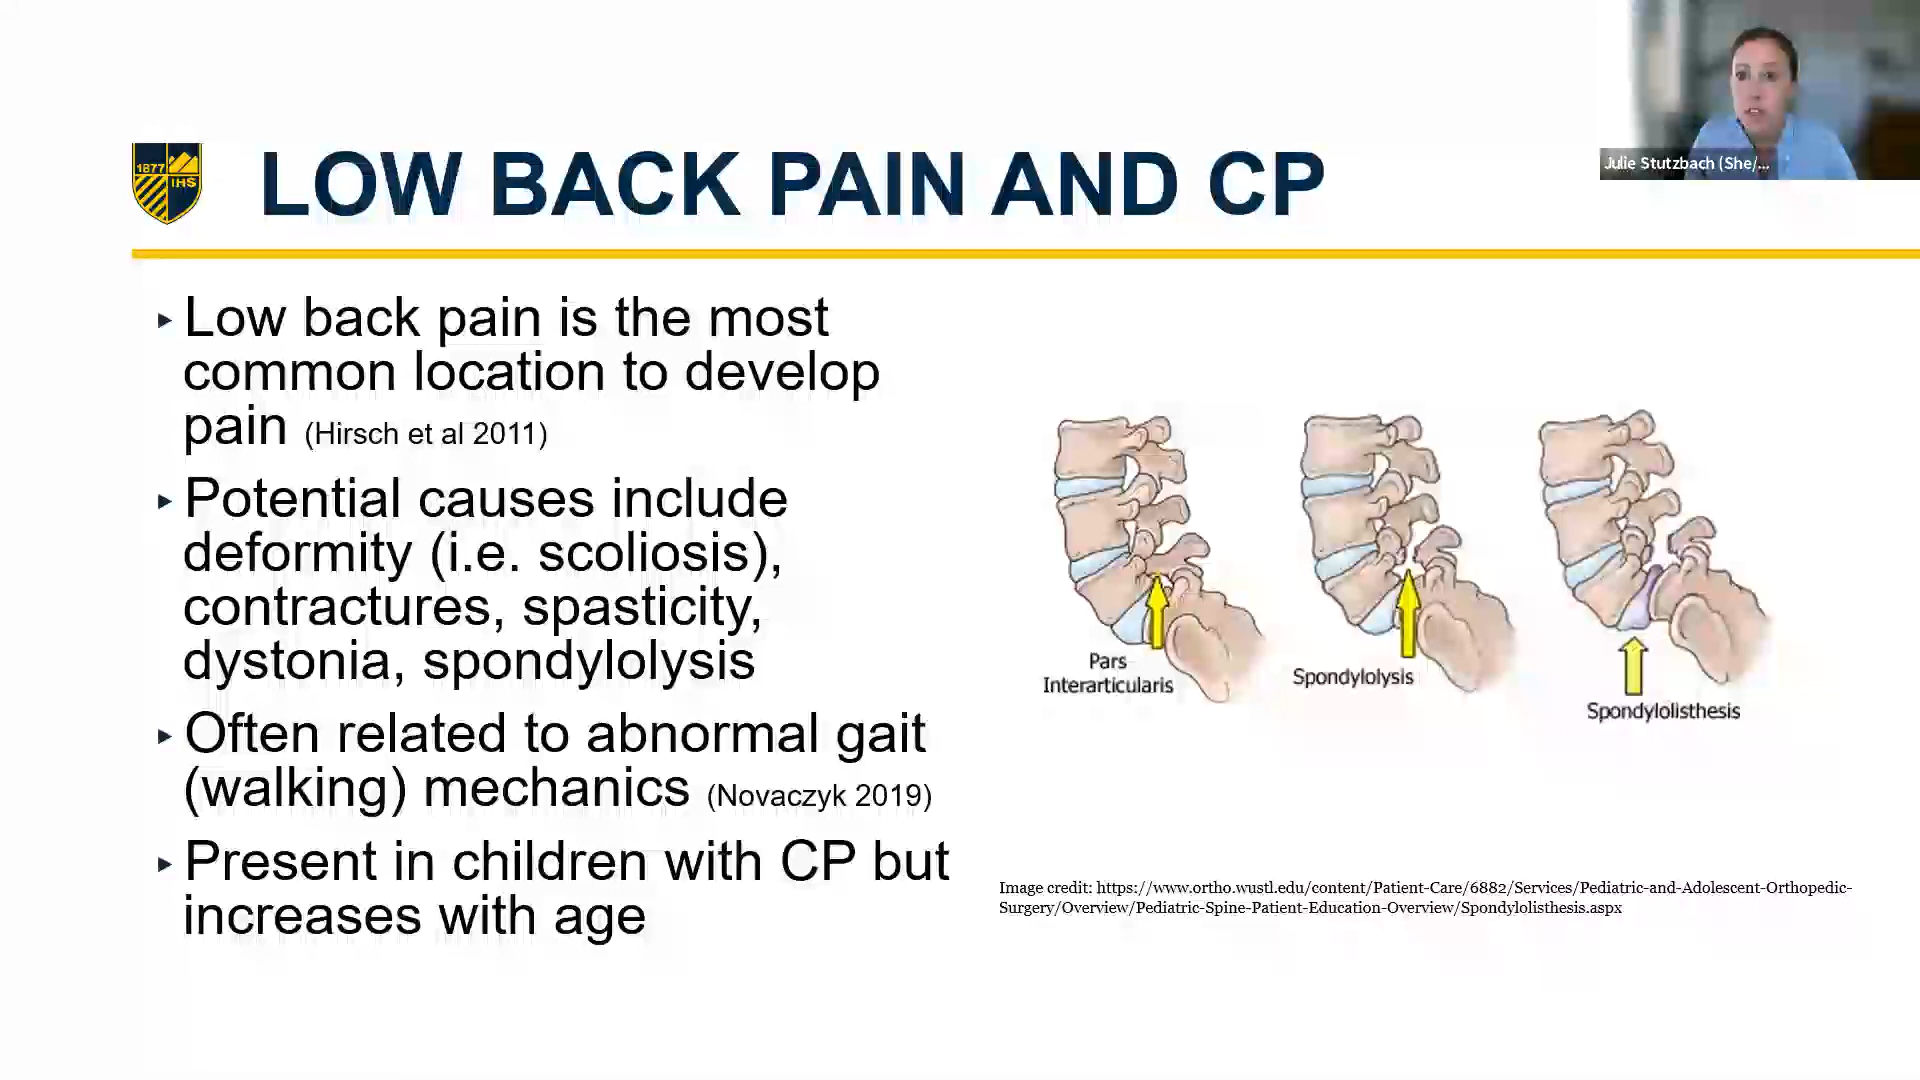 Julie Stutzbach (She/...
1877
IHS
LOW BACK PAIN AND CP
▸ Low back pain is the most
common location to develop
pain (Hirsch et al 2011)
▸ Potential causes include
deformity (i.e. scoliosis),
contractures, spasticity,
dystonia, spondylolysis
▸ Often related to abnormal gait
(walking) mechanics (Novaczyk 2019)
▸ Present in children with CP but
increases with age
Pars
Interarticularis
Spondylolysis
Spondylolisthesis
Image credit: https://www.ortho.wustl.edu/content/Patient-Care/6882/Services/Pediatric-and-Adolescent-Orthopedic-
Surgery/Overview/Pediatric-Spine-Patient-Education-Overview/Spondylolisthesis.aspx